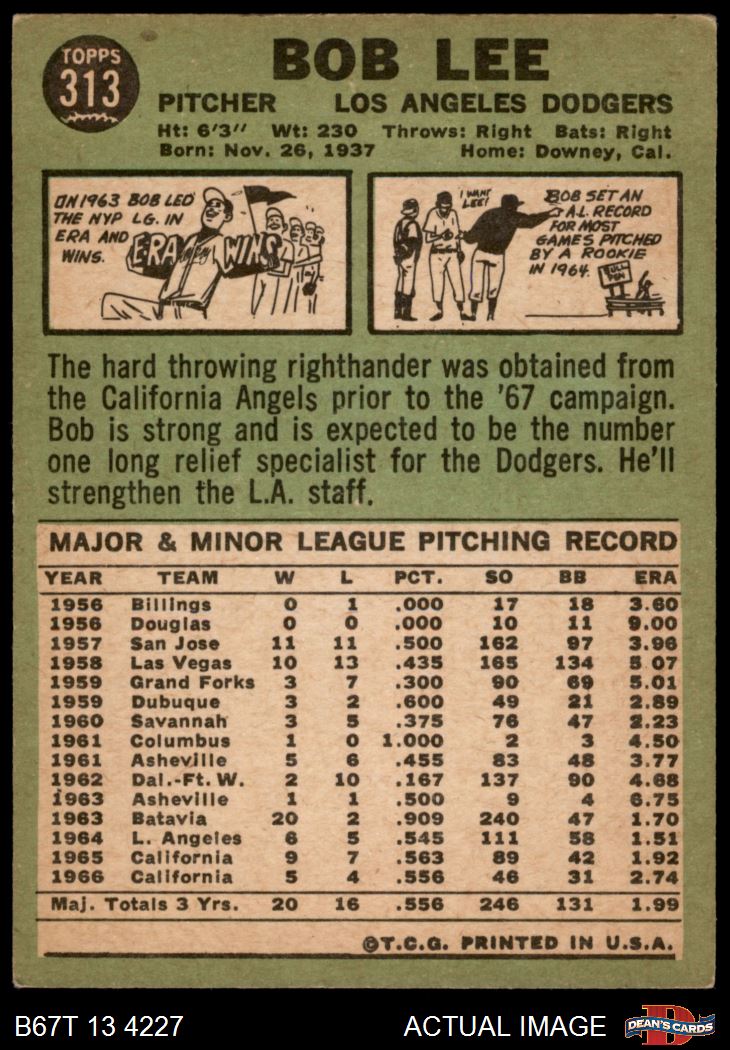 TOPPS
313
BOB LEE
PITCHER LOS ANGELES DODGERS
Ht: 6'3'' Wt: 230 Throws: Right Bats: Right
Born: Nov. 26, 1937 Home: Downey, Cal.
IN 1963 BOB LED
THE NYP LG. IN
ERA AND
WINS.
ERA WINS
I WANT
LEE!
BOB SET AN
A.L. RECORD
FOR MOST
GAMES PITCHED
BY A ROOKIE
IN 1964.
BULL
PEN
The hard throwing righthander was obtained from
the California Angels prior to the '67 campaign.
Bob is strong and is expected to be the number
one long relief specialist for the Dodgers. He'll
strengthen the L.A. staff.
MAJOR & MINOR LEAGUE PITCHING RECORD
YEAR TEAM W L PCT. SO BB ERA
1956 Billings 0 1 .000 17 18 3.60
1956 Douglas 0 0 .000 10 11 9.00
1957 San Jose 11 11 .500 162 97 3.96
1958 Las Vegas 10 13 .435 165 134 5.07
1959 Grand Forks 3 7 .300 90 69 5.01
1959 Dubuque 3 2 .600 49 21 2.89
1960 Savannah 3 5 .375 76 47 2.23
1961 Columbus 1 0 1.000 2 3 4.50
1961 Asheville 5 6 .455 83 48 3.77
1962 Dal.-Ft. W. 2 10 .167 137 90 4.68
1963 Asheville 1 1 .500 9 4 6.75
1963 Batavia 20 2 .909 240 47 1.70
1964 L. Angeles 6 5 .545 111 58 1.51
1965 California 9 7 .563 89 42 1.92
1966 California 5 4 .556 46 31 2.74
Maj. Totals 3 Yrs. 20 16 .556 246 131 1.99
©T.C.G. PRINTED IN U.S.A.
B67T 13 4227 ACTUAL IMAGE
D
DEAN'S CARDS